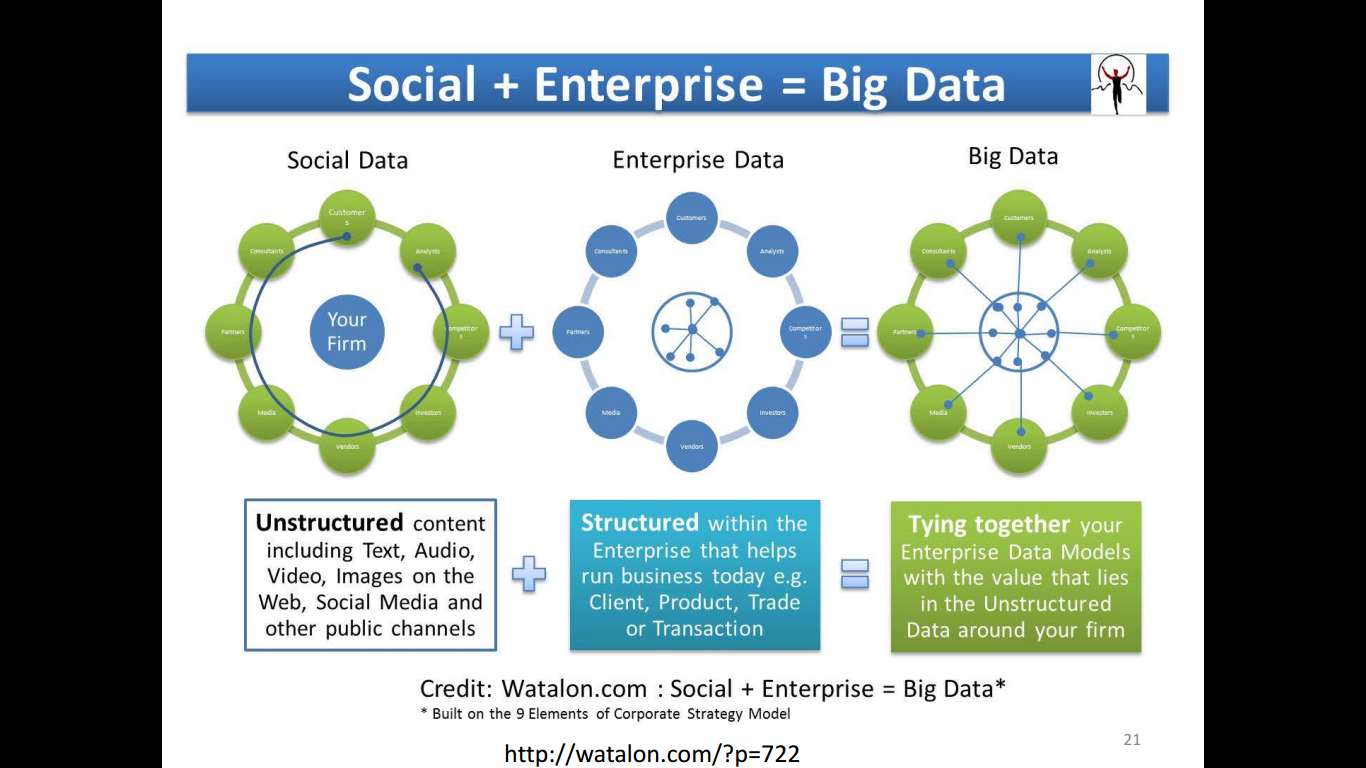 Social + Enterprise = Big Data
Social Data
Enterprise Data
Big Data
Customer
s
Consultants
Analysts
Partners
Your
Firm
ompetitor
s
Media
Investors
Vendors
Customers
Consultants
Analysts
Partners
Competitor
s
Media
Investors
Vendors
Customers
Consultants
Analysts
Partners
Competitor
s
Media
Investors
Vendors
Unstructured content
including Text, Audio,
Video, Images on the
Web, Social Media and
other public channels
Structured within the
Enterprise that helps
run business today e.g.
Client, Product, Trade
or Transaction
Tying together your
Enterprise Data Models
with the value that lies
in the Unstructured
Data around your firm
Credit: Watalon.com : Social + Enterprise = Big Data*
* Built on the 9 Elements of Corporate Strategy Model
21
http://watalon.com/?p=722